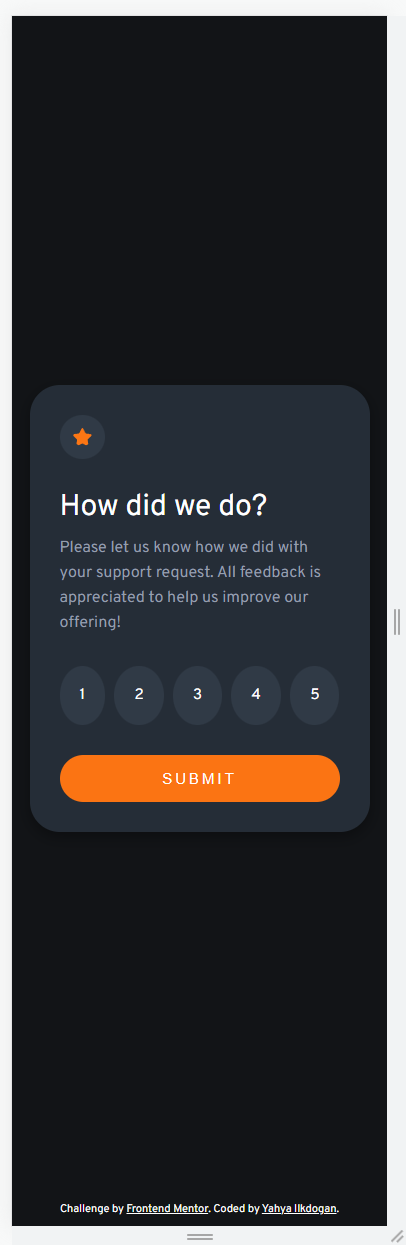 How did we do?
Please let us know how we did with
your support request. All feedback is
appreciated to help us improve our
offering!
1 2 3 4 5
SUBMIT
Challenge by Frontend Mentor. Coded by Yahya Ilkdogan.